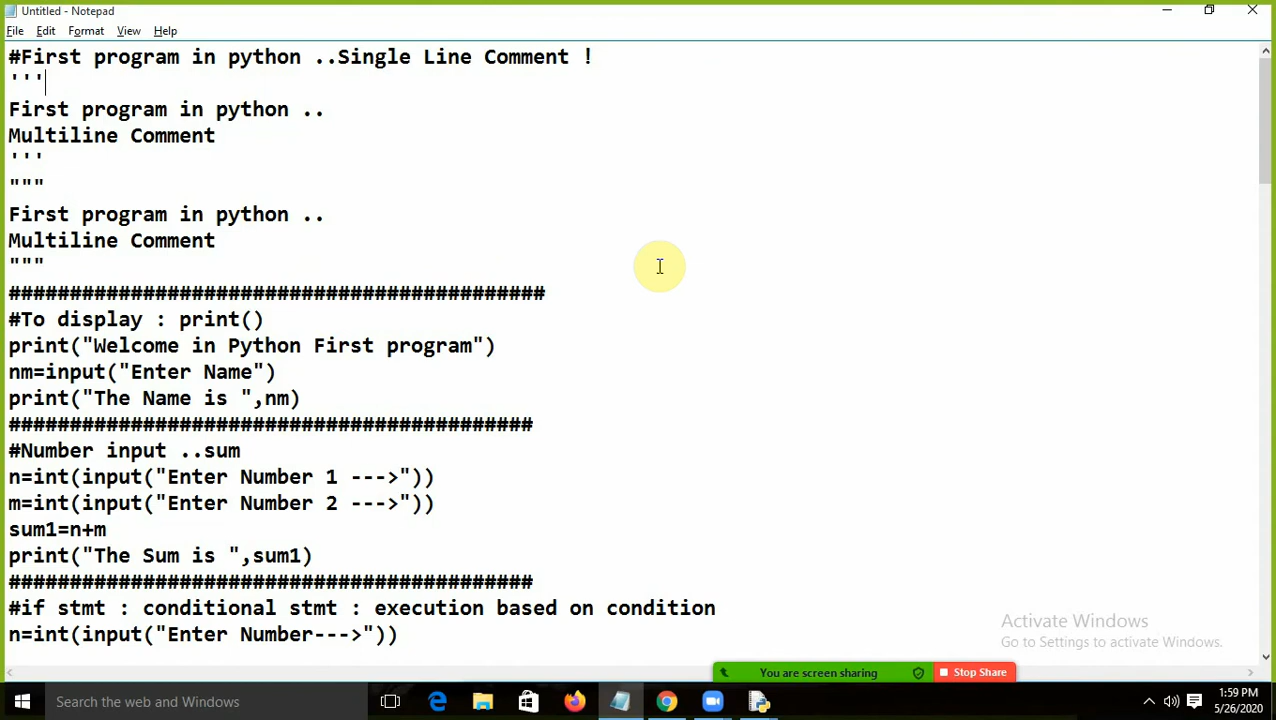 Untitled - Notepad
File Edit Format View Help
#First program in python ..Single Line Comment !
'''
First program in python ..
Multiline Comment
'''
"""
First program in python ..
Multiline Comment
"""
############################################
#To display : print()
print("Welcome in Python First program")
nm=input("Enter Name")
print("The Name is ",nm)
###########################################
#Number input ..sum
n=int(input("Enter Number 1 --->"))
m=int(input("Enter Number 2 --->"))
sum1=n+m
print("The Sum is ",sum1)
###########################################
#if stmt : conditional stmt : execution based on condition
n=int(input("Enter Number--->"))
Activate Windows
Go to Settings to activate Windows.
You are screen sharing Stop Share
Search the web and Windows
1:59 PM
5/26/2020